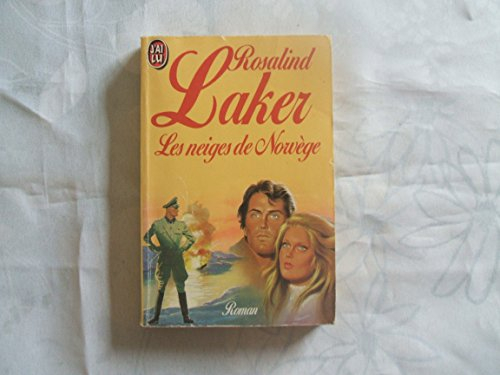 J'AI
LU
Rosalind
Laker
Les neiges de Norvège
Roman